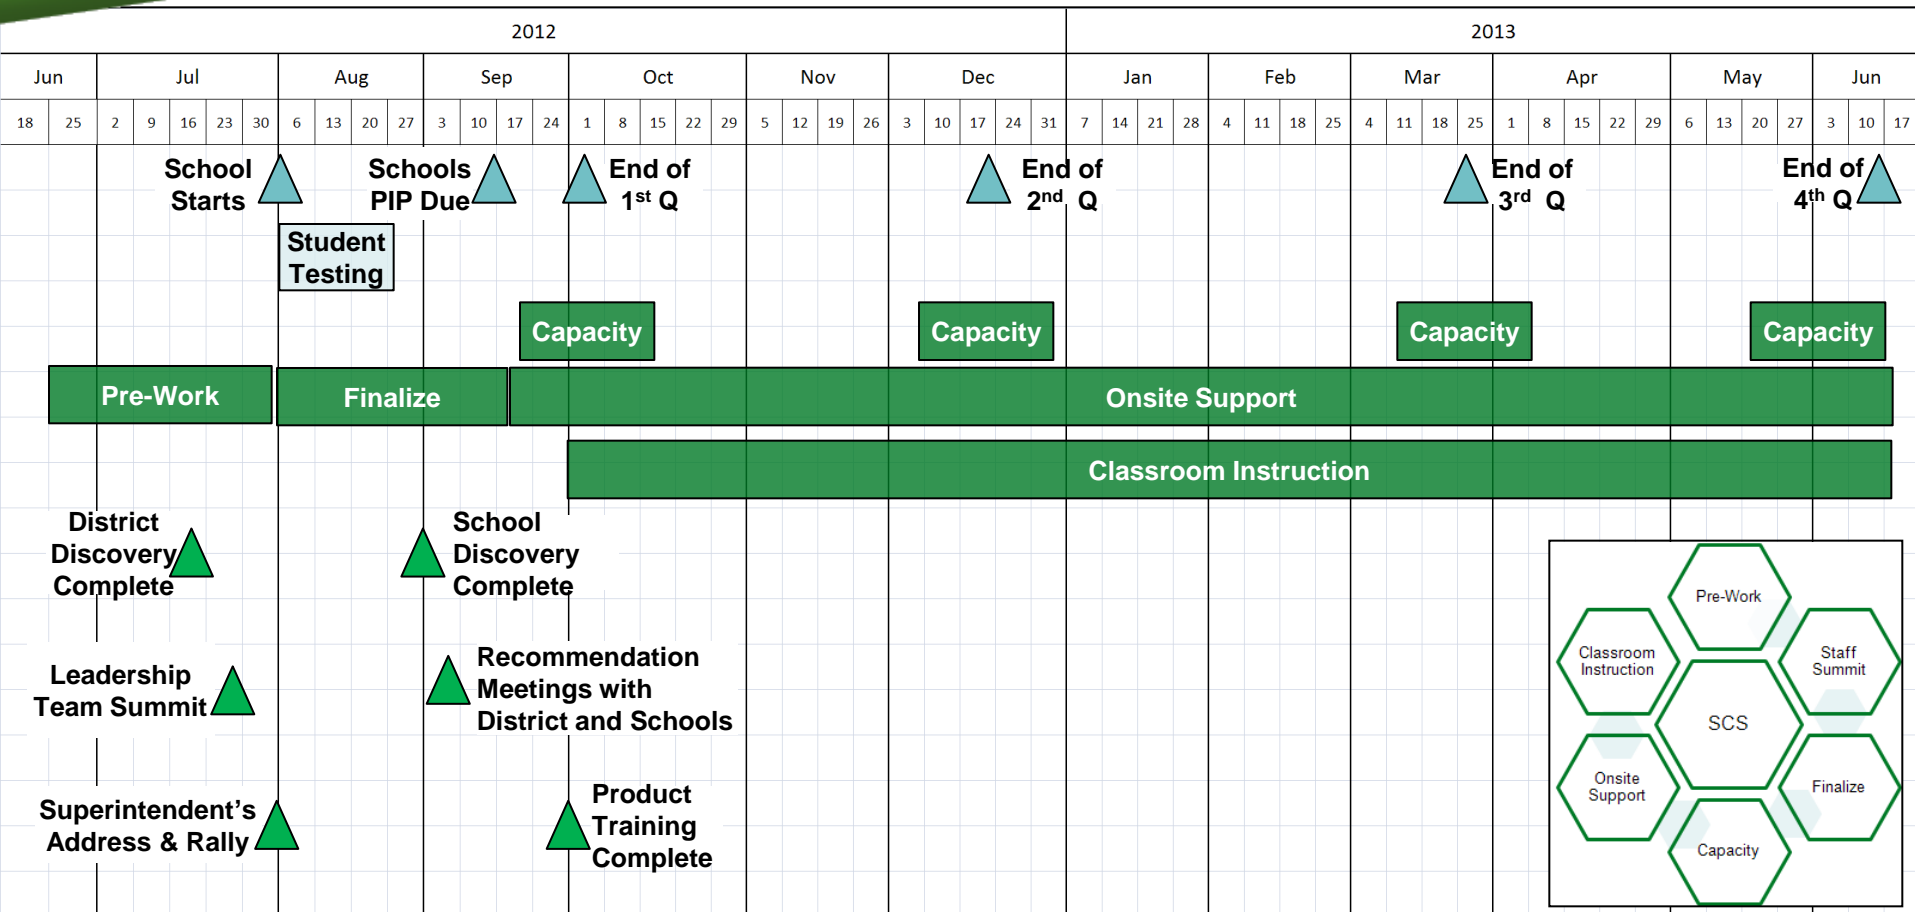 2012 2013
Jun Jul Aug Sep Oct Nov Dec Jan Feb Mar Apr May Jun
18 25 2 9 16 23 30 6 13 20 27 3 10 17 24 1 8 15 22 29 5 12 19 26 3 10 17 24 31 7 14 21 28 4 11 18 25 4 11 18 25 1 8 15 22 29 6 13 20 27 3 10 17
School
Starts
Schools
PIP Due
End of
1st Q
End of
2nd Q
End of
3rd Q
End of
4th Q
Student
Testing
Capacity Capacity Capacity Capacity
Pre-Work Finalize Onsite Support
Classroom Instruction
District
Discovery
Complete
School
Discovery
Complete
Leadership
Team Summit
Recommendation
Meetings with
District and Schools
Superintendent’s
Address & Rally
Product
Training
Complete
Pre-Work
Classroom
Instruction
Staff
Summit
SCS
Onsite
Support
Finalize
Capacity